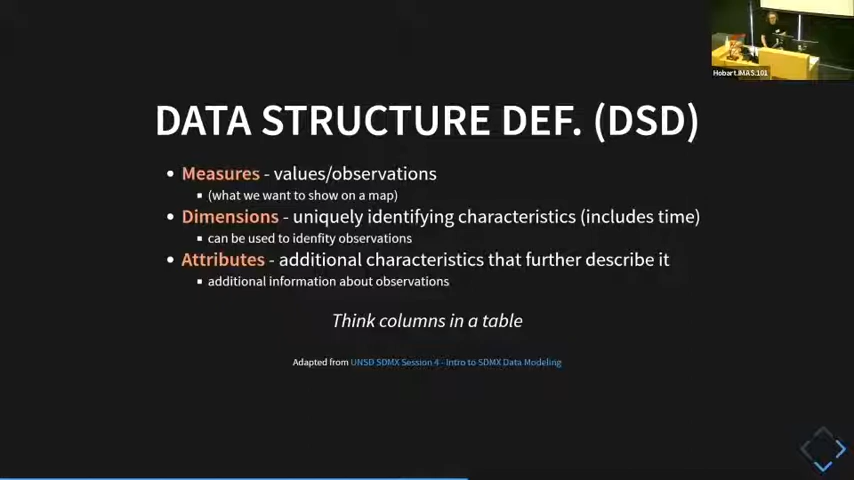 Hobart.IMAS.101
DATA STRUCTURE DEF. (DSD)
• Measures - values/observations
▪ (what we want to show on a map)
• Dimensions - uniquely identifying characteristics (includes time)
▪ can be used to idenfity observations
• Attributes - additional characteristics that further describe it
▪ additional information about observations
Think columns in a table
Adapted from UNSD SDMX Session 4 - Intro to SDMX Data Modeling